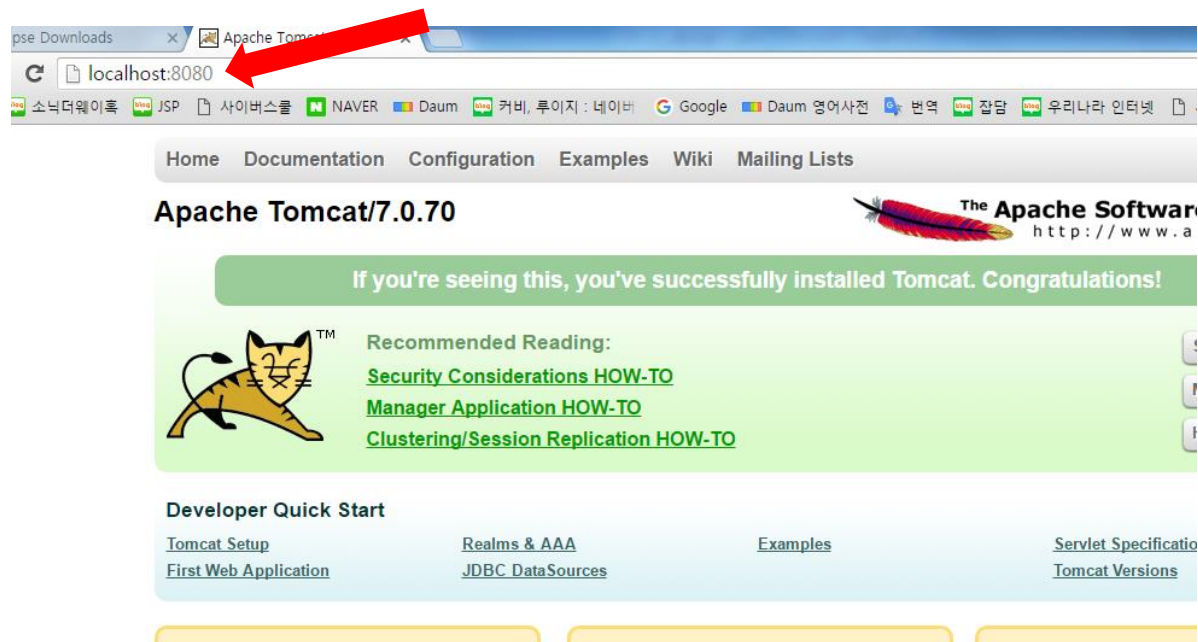 pse Downloads
Apache
localhost:8080
소닉더웨이훅 JSP 사이버스쿨 NAVER Daum 커비, 루이지 : 네이버 Google Daum 영어사전 번역 잡담 우리나라 인터넷
Home Documentation Configuration Examples Wiki Mailing Lists
Apache Tomcat/7.0.70
The Apache Software
http://www.a
If you're seeing this, you've successfully installed Tomcat. Congratulations!
TM
Recommended Reading:
Security Considerations HOW-TO
Manager Application HOW-TO
Clustering/Session Replication HOW-TO
Developer Quick Start
Tomcat Setup Realms & AAA Examples Servlet Specificatio
First Web Application JDBC DataSources Tomcat Versions